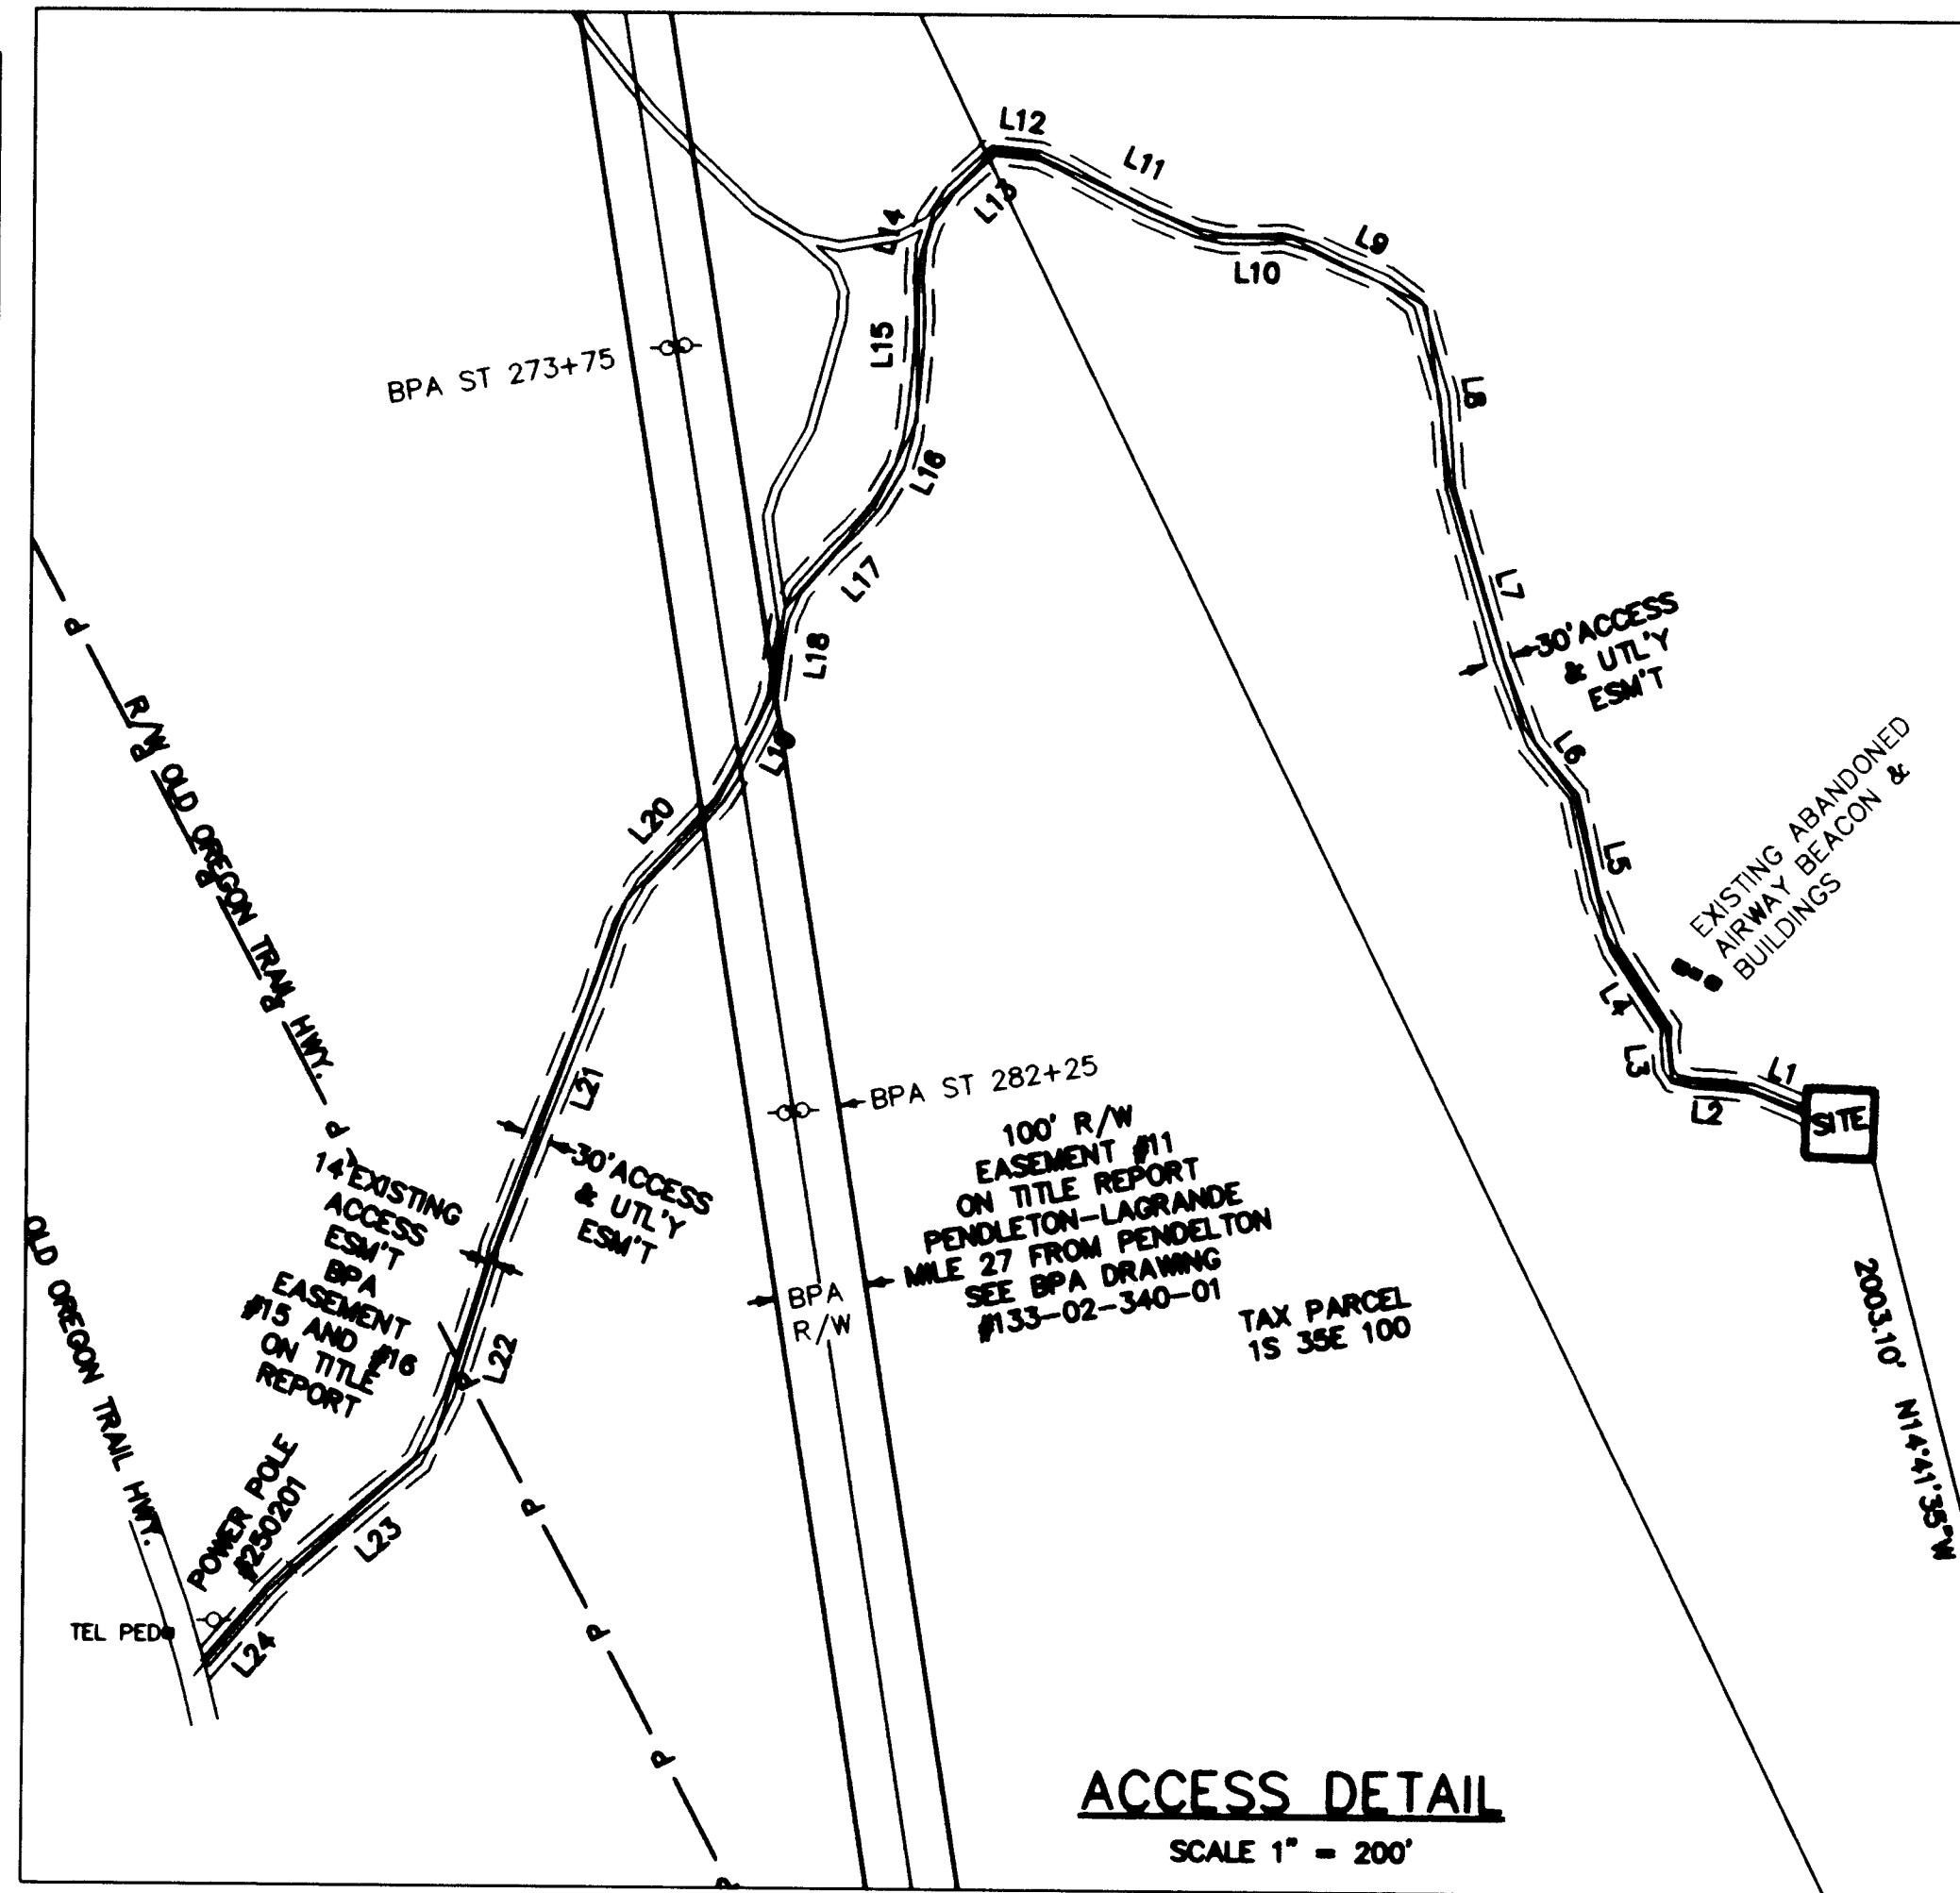 L12
L11
L13
L14
L9
L10
L15
L8
BPA ST 273+75
L16
L17
L7
L18
30' ACCESS
& UTL'Y
ESM'T
L19
L6
L20
L5
EXISTING ABANDONED
AIRWAY BEACON &
BUILDINGS
R/W OLD OREGON TRAIL HWY.
P
P
P
P
P
P
L4
L3
L1
L2
SITE
L21
BPA ST 282+25
100' R/W
EASEMENT #11
ON TITLE REPORT
PENDLETON-LAGRANDE
MILE 27 FROM PENDELTON
SEE BPA DRAWING
#133-02-340-01
30' ACCESS
& UTL'Y
ESM'T
14' EXISTING
ACCESS
ESM'T
BPA
EASEMENT
#15 AND #16
ON TITLE
REPORT
BPA
R/W
TAX PARCEL
1S 35E 100
2003.10' N14°41'35"W
OLD OREGON TRAIL HWY.
L22
P
P
P
P
P
POWER POLE
#250201
L23
TEL PED
L24
ACCESS DETAIL
SCALE 1" = 200'